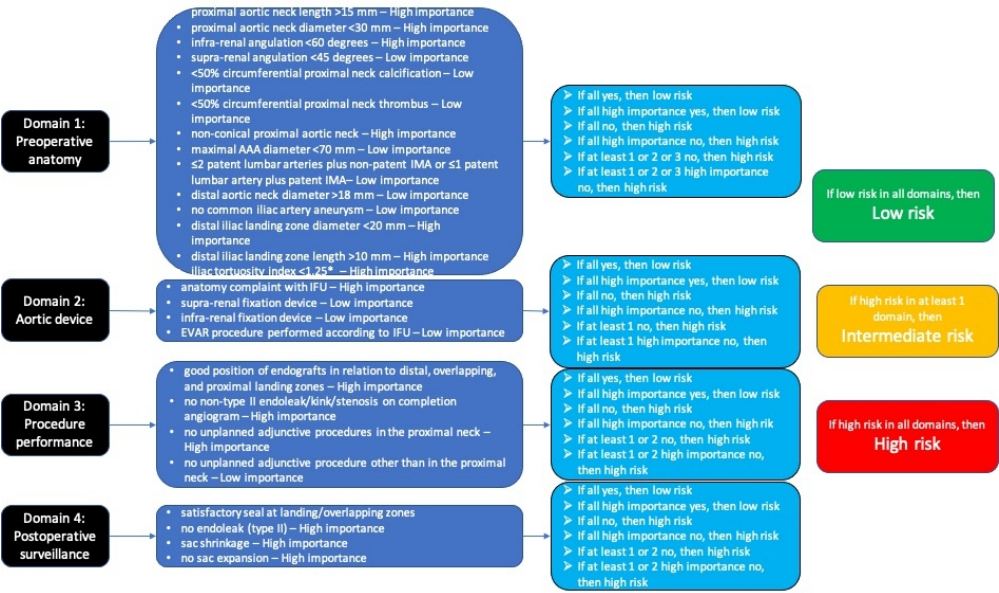 Domain 1:
Preoperative
anatomy
proximal aortic neck length >15 mm – High importance
• proximal aortic neck diameter <30 mm – High importance
• infra-renal angulation <60 degrees – High importance
• supra-renal angulation <45 degrees – Low importance
• <50% circumferential proximal neck calcification – Low
importance
• <50% circumferential proximal neck thrombus – Low
importance
• non-conical proximal aortic neck – High importance
• maximal AAA diameter <70 mm – Low importance
• ≤2 patent lumbar arteries plus non-patent IMA or ≤1 patent
lumbar artery plus patent IMA– Low importance
• distal aortic neck diameter >18 mm – Low importance
• no common iliac artery aneurysm – Low importance
• distal iliac landing zone diameter <20 mm – High
importance
• distal iliac landing zone length >10 mm – High importance
iliac tortuosity index <1.25* – High importance
➤ If all yes, then low risk
➤ If all high importance yes, then low risk
➤ If all no, then high risk
➤ If all high importance no, then high risk
➤ If at least 1 or 2 or 3 no, then high risk
➤ If at least 1 or 2 or 3 high importance
no, then high risk
Domain 2:
Aortic device
• anatomy complaint with IFU – High importance
• supra-renal fixation device – Low importance
• infra-renal fixation device – Low importance
• EVAR procedure performed according to IFU – Low importance
➤ If all yes, then low risk
➤ If all high importance yes, then low risk
➤ If all no, then high risk
➤ If all high importance no, then high risk
➤ If at least 1 no, then high risk
➤ If at least 1 high importance no, then
high risk
Domain 3:
Procedure
performance
• good position of endografts in relation to distal, overlapping,
and proximal landing zones – High importance
• no non-type II endoleak/kink/stenosis on completion
angiogram – High importance
• no unplanned adjunctive procedures in the proximal neck –
High importance
• no unplanned adjunctive procedure other than in the proximal
neck – Low importance
➤ If all yes, then low risk
➤ If all high importance yes, then low risk
➤ If all no, then high risk
➤ If all high importance no, then high risk
➤ If at least 1 or 2 no, then high risk
➤ If at least 1 or 2 high importance no,
then high risk
Domain 4:
Postoperative
surveillance
• satisfactory seal at landing/overlapping zones
• no endoleak (type II) – High importance
• sac shrinkage – High importance
• no sac expansion – High importance
➤ If all yes, then low risk
➤ If all high importance yes, then low risk
➤ If all no, then high risk
➤ If all high importance no, then high risk
➤ If at least 1 or 2 no, then high risk
➤ If at least 1 or 2 high importance no,
then high risk
If low risk in all domains, then
Low risk
If high risk in at least 1
domain, then
Intermediate risk
If high risk in all domains, then
High risk